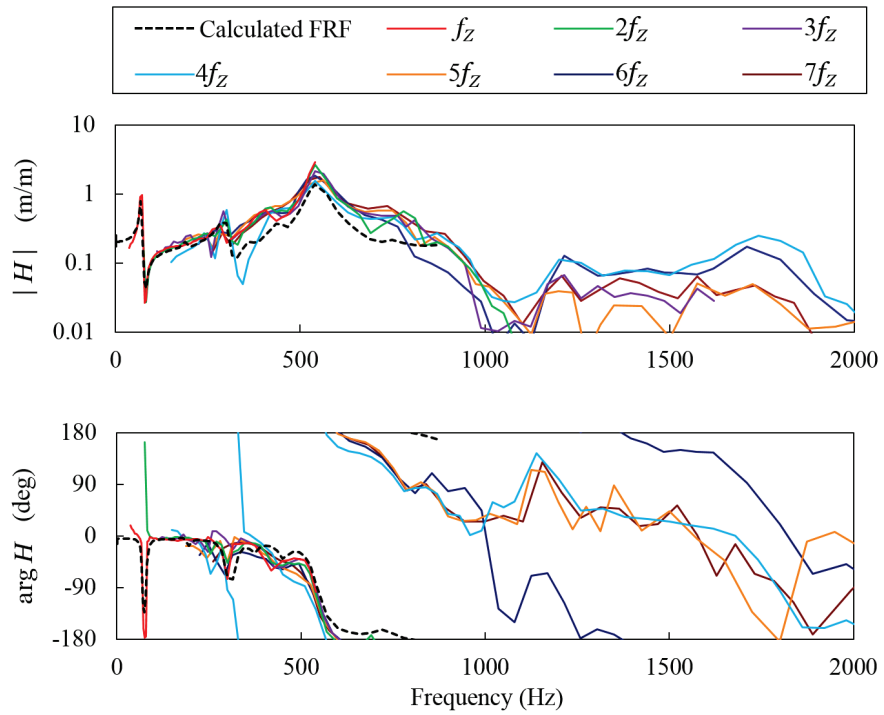 Calculated FRF f_Z 2f_Z 3f_Z
4f_Z 5f_Z 6f_Z 7f_Z
| H | (m/m)
10
1
0.1
0.01
0 500 1000 1500 2000
arg H (deg)
180
90
0
-90
-180
0 500 1000 1500 2000
Frequency (Hz)